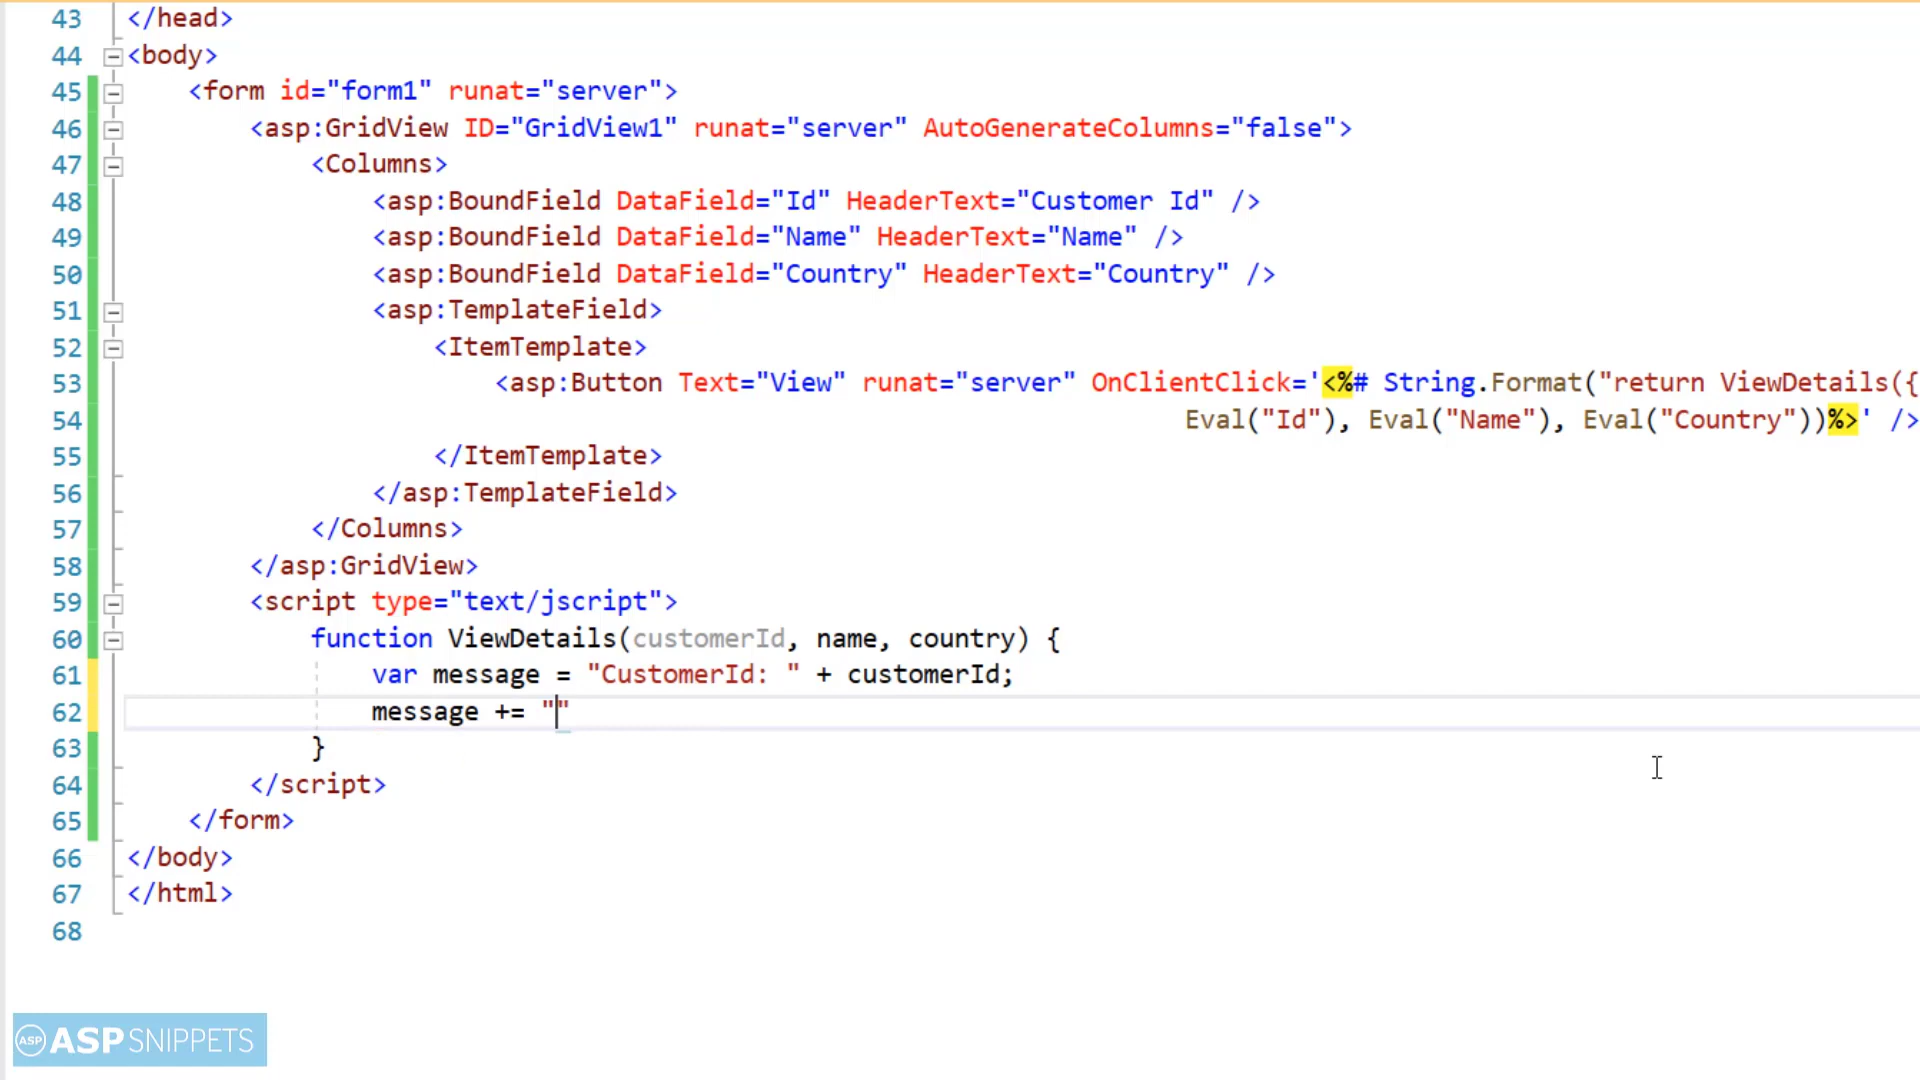 43 </head>
44 <body>
45 <form id="form1" runat="server">
46 <asp:GridView ID="GridView1" runat="server" AutoGenerateColumns="false">
47 <Columns>
48 <asp:BoundField DataField="Id" HeaderText="Customer Id" />
49 <asp:BoundField DataField="Name" HeaderText="Name" />
50 <asp:BoundField DataField="Country" HeaderText="Country" />
51 <asp:TemplateField>
52 <ItemTemplate>
53 <asp:Button Text="View" runat="server" OnClientClick='<%# String.Format("return ViewDetails({
54 Eval("Id"), Eval("Name"), Eval("Country"))%>' />
55 </ItemTemplate>
56 </asp:TemplateField>
57 </Columns>
58 </asp:GridView>
59 <script type="text/jscript">
60 function ViewDetails(customerId, name, country) {
61 var message = "CustomerId: " + customerId;
62 message += ""
63 }
64 </script>
65 </form>
66 </body>
67 </html>
68
ASP ASPSNIPPETS